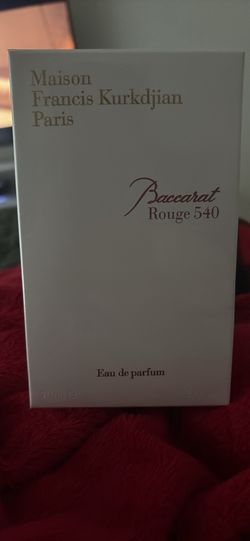 Maison
Francis Kurkdjian
Paris
Baccarat
Rouge 540
Eau de parfum